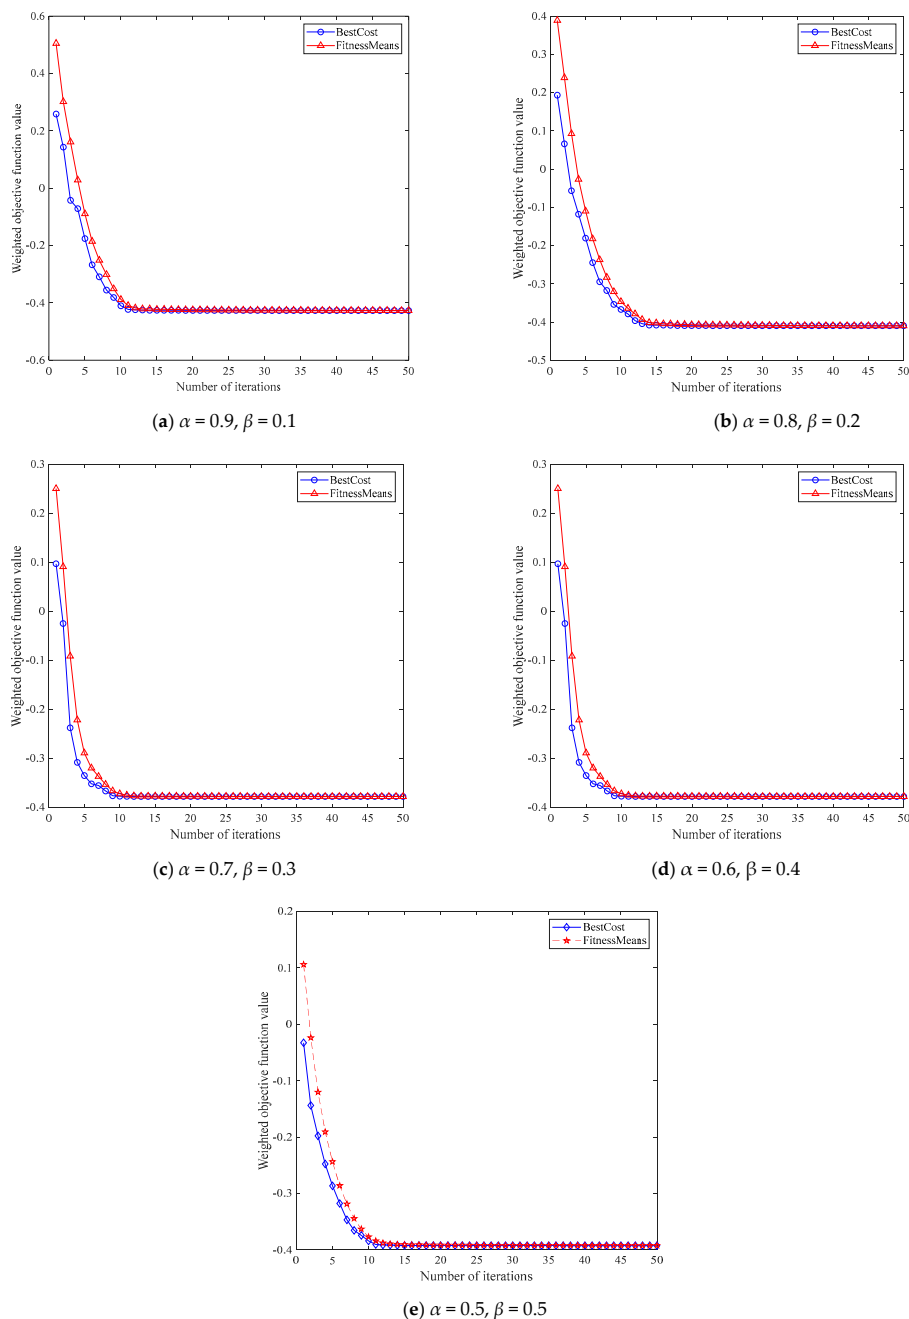 0.6
0.4
0.2
0
-0.2
-0.4
-0.6
Weighted objective function value
BestCost
FitnessMeans
0 5 10 15 20 25 30 35 40 45 50
Number of iterations
(a) α = 0.9, β = 0.1
0.4
0.3
0.2
0.1
0
-0.1
-0.2
-0.3
-0.4
-0.5
Weighted objective function value
BestCost
FitnessMeans
0 5 10 15 20 25 30 35 40 45 50
Number of iterations
(b) α = 0.8, β = 0.2
0.3
0.2
0.1
0
-0.1
-0.2
-0.3
-0.4
Weighted objective function value
BestCost
FitnessMeans
0 5 10 15 20 25 30 35 40 45 50
Number of iterations
(c) α = 0.7, β = 0.3
0.3
0.2
0.1
0
-0.1
-0.2
-0.3
-0.4
Weighted objective function value
BestCost
FitnessMeans
0 5 10 15 20 25 30 35 40 45 50
Number of iterations
(d) α = 0.6, β = 0.4
0.2
0.1
0
-0.1
-0.2
-0.3
-0.4
Weighted objective function value
BestCost
FitnessMeans
0 5 10 15 20 25 30 35 40 45 50
Number of iterations
(e) α = 0.5, β = 0.5